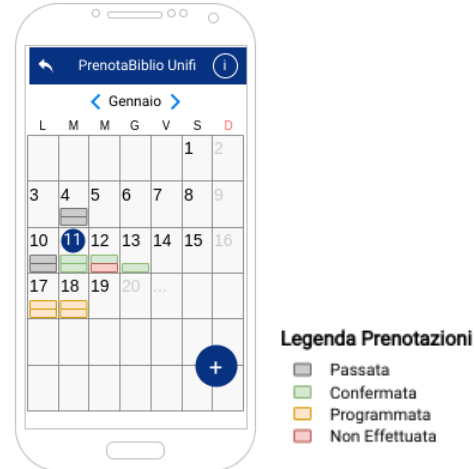 PrenotaBiblio Unifi i
Gennaio
L M M G V S D
1 2
3 4 5 6 7 8 9
10 11 12 13 14 15 16
17 18 19 20 ...
+
Legenda Prenotazioni
Passata
Confermata
Programmata
Non Effettuata